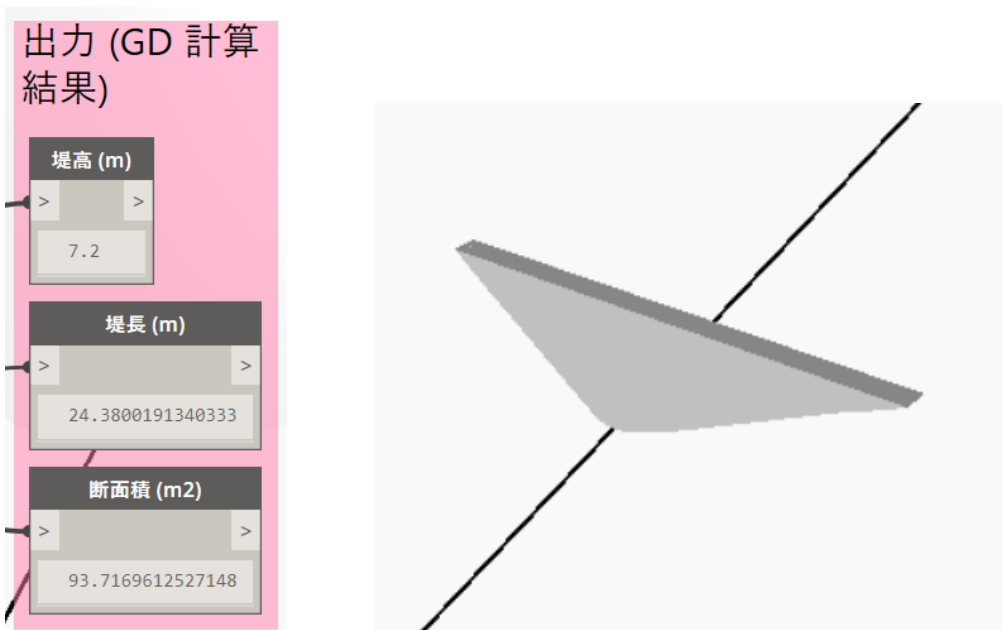 出力 (GD 計算
結果)
堤高 (m)
> >
7.2
堤長 (m)
> >
24.3800191340333
断面積 (m2)
> >
93.7169612527148